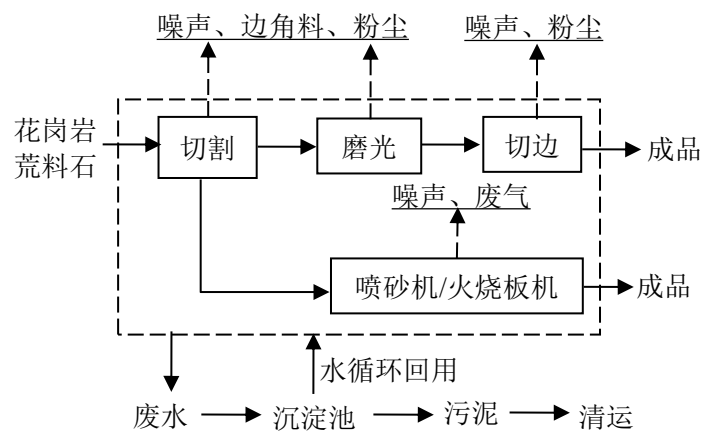 噪声、边角料、粉尘
噪声、粉尘
花岗岩
荒料石
切割
磨光
切边
成品
噪声、废气
喷砂机/火烧板机
成品
水循环回用
废水
沉淀池
污泥
清运